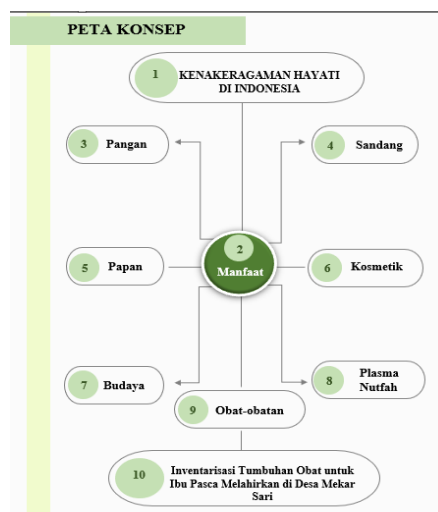 PETA KONSEP
1 KENAKERAGAMAN HAYATI
DI INDONESIA
3 Pangan
4 Sandang
2
Manfaat
5 Papan
6 Kosmetik
7 Budaya
8 Plasma
Nutfah
9 Obat-obatan
10 Inventarisasi Tumbuhan Obat untuk
Ibu Pasca Melahirkan di Desa Mekar
Sari